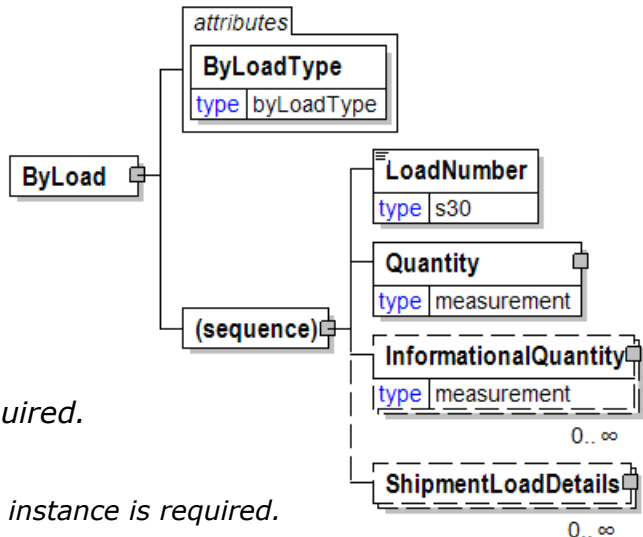 attributes
ByLoadType
type byLoadType
ByLoad
LoadNumber
type s30
Quantity
type measurement
(sequence)
InformationalQuantity
type measurement
0.. ∞
uired.
ShipmentLoadDetails
instance is required.
0.. ∞